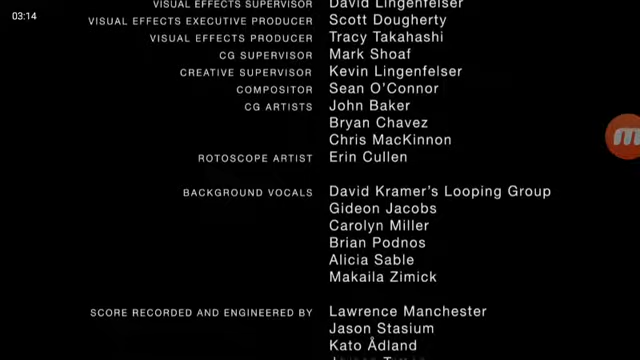 03:14
VISUAL EFFECTS SUPERVISOR David Lingenfelser
VISUAL EFFECTS EXECUTIVE PRODUCER Scott Dougherty
VISUAL EFFECTS PRODUCER Tracy Takahashi
CG SUPERVISOR Mark Shoaf
CREATIVE SUPERVISOR Kevin Lingenfelser
COMPOSITOR Sean O'Connor
CG ARTISTS John Baker
Bryan Chavez
Chris MacKinnon
ROTOSCOPE ARTIST Erin Cullen
BACKGROUND VOCALS David Kramer's Looping Group
Gideon Jacobs
Carolyn Miller
Brian Podnos
Alicia Sable
Makaila Zimick
SCORE RECORDED AND ENGINEERED BY Lawrence Manchester
Jason Stasium
Kato Ådland